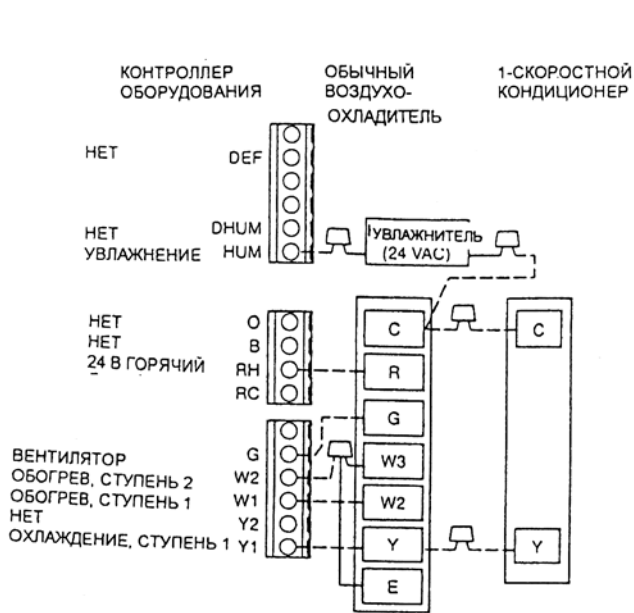 КОНТРОЛЛЕР
ОБОРУДОВАНИЯ
ОБЫЧНЫЙ
ВОЗДУХО-
ОХЛАДИТЕЛЬ
1-СКОРОСТНОЙ
КОНДИЦИОНЕР
НЕТ DEF
НЕТ DHUM
УВЛАЖНЕНИЕ HUM
УВЛАЖНИТЕЛЬ
(24 VAC)
НЕТ O
НЕТ B
24 В ГОРЯЧИЙ RH
RC
ВЕНТИЛЯТОР G
ОБОГРЕВ, СТУПЕНЬ 2 W2
ОБОГРЕВ, СТУПЕНЬ 1 W1
НЕТ Y2
ОХЛАЖДЕНИЕ, СТУПЕНЬ 1 Y1
C
R
G
W3
W2
Y
E
C
Y